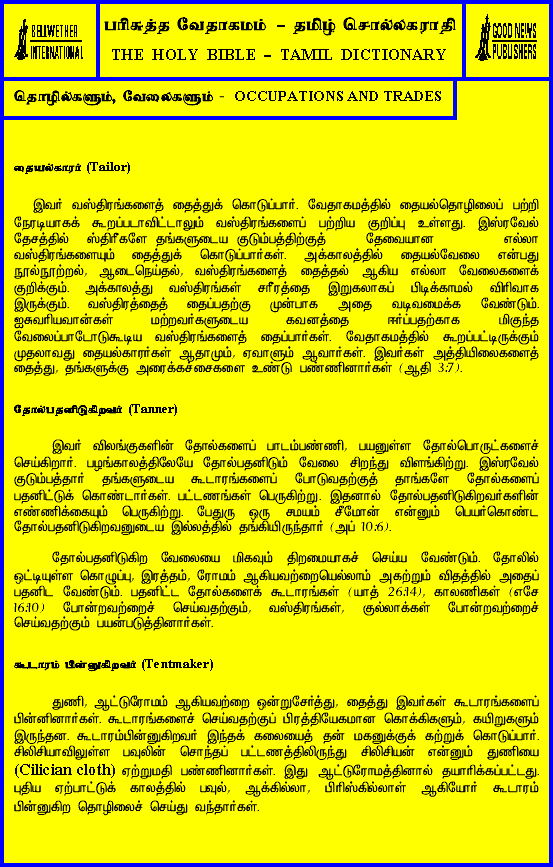 BELLWETHER
INTERNATIONAL
பரிசுத்த வேதாகமம் – தமிழ் சொல்லகராதி
THE HOLY BIBLE – TAMIL DICTIONARY
GOOD NEWS
PUBLISHERS
தொழில்களும், வேலைகளும் - OCCUPATIONS AND TRADES
தையல்காரர் (Tailor)
இவர் வஸ்திரங்களைத் தைத்துக் கொடுப்பார். வேதாகமத்தில் தையல்தொழிலைப் பற்றி
நேரடியாகக் கூறப்படாவிட்டாலும் வஸ்திரங்களைப் பற்றிய குறிப்பு உள்ளது. இஸ்ரவேல்
தேசத்தில் ஸ்திரீகளே தங்களுடைய குடும்பத்திற்குத் தேவையான எல்லா
வஸ்திரங்களையும் தைத்துக் கொடுப்பார்கள். அக்காலத்தில் தையல்வேலை என்பது
நூல்நூற்றல், ஆடைநெய்தல், வஸ்திரங்களைத் தைத்தல் ஆகிய எல்லா வேலைகளைக்
குறிக்கும். அக்காலத்து வஸ்திரங்கள் சரீரத்தை இறுகலாகப் பிடிக்காமல் விரிவாக
இருக்கும். வஸ்திரத்தைத் தைப்பதற்கு முன்பாக அதை வடிவமைக்க வேண்டும்.
ஐசுவரியவான்கள் மற்றவர்களுடைய கவனத்தை ஈர்ப்பதற்காக மிகுந்த
வேலைப்பாடோடுகூடிய வஸ்திரங்களைத் தைப்பார்கள். வேதாகமத்தில் கூறப்பட்டிருக்கும்
முதலாவது தையல்காரர்கள் ஆதாமும், ஏவாளும் ஆவார்கள். இவர்கள் அத்தியிலைகளைத்
தைத்து, தங்களுக்கு அரைக்கச்சைகளை உண்டு பண்ணினார்கள் (ஆதி 3:7).
தோல்பதனிடுகிறவர் (Tanner)
இவர் விலங்குகளின் தோல்களைப் பாடம்பண்ணி, பயனுள்ள தோல்பொருட்களைச்
செய்கிறார். பழங்காலத்திலேயே தோல்பதனிடும் வேலை சிறந்து விளங்கிற்று. இஸ்ரவேல்
குடும்பத்தார் தங்களுடைய கூடாரங்களைப் போடுவதற்குத் தாங்களே தோல்களைப்
பதனிட்டுக் கொண்டார்கள். பட்டணங்கள் பெருகிற்று. இதனால் தோல்பதனிடுகிறவர்களின்
எண்ணிக்கையும் பெருகிற்று. பேதுரு ஒரு சமயம் சீமோன் என்னும் பெயர்கொண்ட
தோல்பதனிடுகிறவனுடைய இல்லத்தில் தங்கியிருந்தார் (அப் 10:6).
தோல்பதனிடுகிற வேலையை மிகவும் திறமையாகச் செய்ய வேண்டும். தோலில்
ஒட்டியுள்ள கொழுப்பு, இரத்தம், ரோமம் ஆகியவற்றையெல்லாம் அகற்றும் விதத்தில் அதைப்
பதனிட வேண்டும். பதனிட்ட தோல்களைக் கூடாரங்கள் (யாத் 26:14), காலணிகள் (எசே
16:10) போன்றவற்றைச் செய்வதற்கும், வஸ்திரங்கள், குல்லாக்கள் போன்றவற்றைச்
செய்வதற்கும் பயன்படுத்தினார்கள்.
கூடாரம் பின்னுகிறவர் (Tentmaker)
துணி, ஆட்டுரோமம் ஆகியவற்றை ஒன்றுசேர்த்து, தைத்து இவர்கள் கூடாரங்களைப்
பின்னினார்கள். கூடாரங்களைச் செய்வதற்குப் பிரத்தியேகமான கொக்கிகளும், கயிறுகளும்
இருந்தன. கூடாரம்பின்னுகிறவர் இந்தக் கலையைத் தன் மகனுக்குக் கற்றுக் கொடுப்பார்.
சிலிசியாவிலுள்ள பவுலின் சொந்தப் பட்டணத்திலிருந்து சிலிசியன் என்னும் துணியை
(Cilician cloth) ஏற்றுமதி பண்ணினார்கள். இது ஆட்டுரோமத்தினால் தயாரிக்கப்பட்டது.
புதிய ஏற்பாட்டுக் காலத்தில் பவுல், ஆக்கில்லா, பிரிஸ்கில்லாள் ஆகியோர் கூடாரம்
பின்னுகிற தொழிலைச் செய்து வந்தார்கள்.